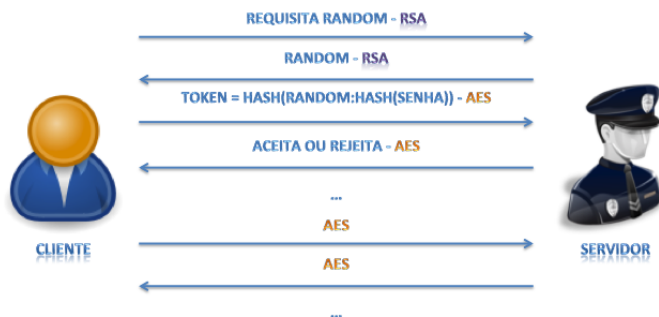 REQUISITA RANDOM - RSA
RANDOM - RSA
TOKEN = HASH(RANDOM:HASH(SENHA)) - AES
ACEITA OU REJEITA - AES
...
AES
CLIENTE
SERVIDOR
AES
...